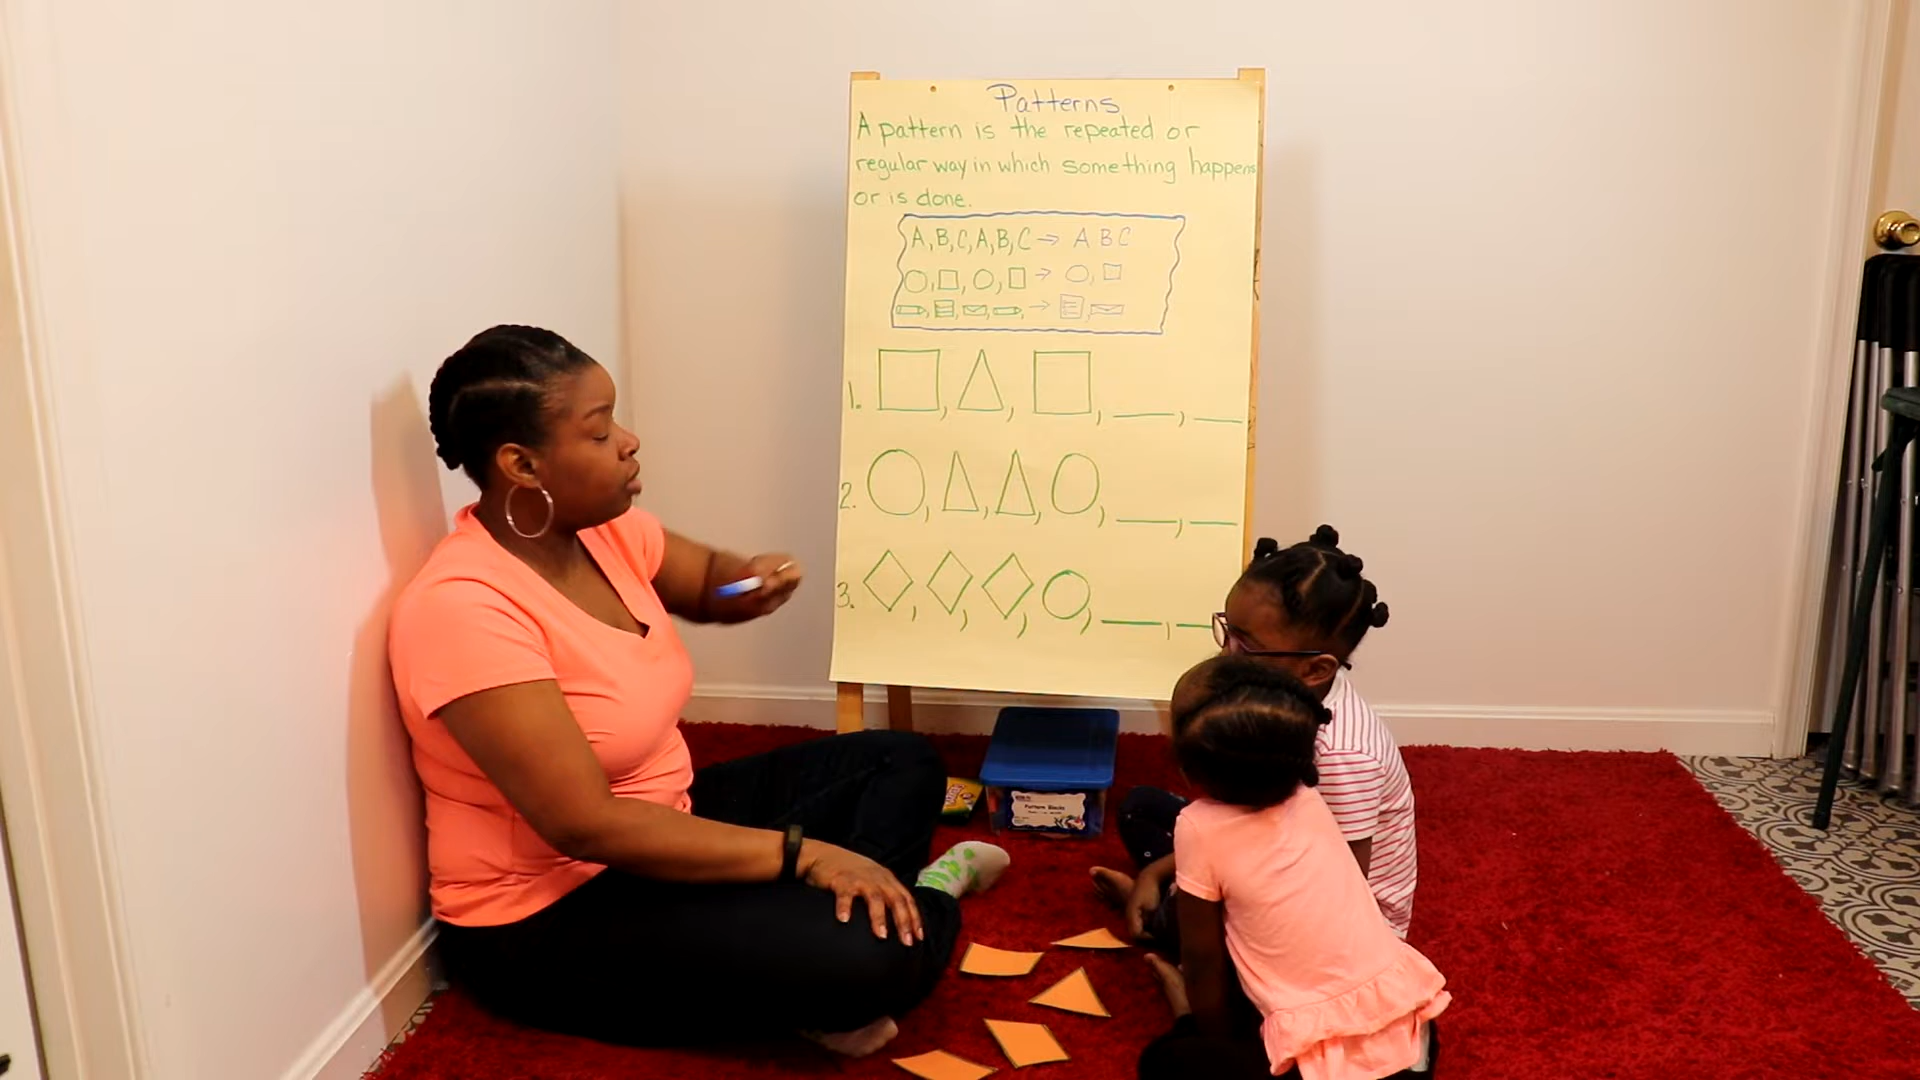 Patterns
A pattern is the repeated or
regular way in which something happens
or is done.
A, B, C, A, B, C → A B C
1.
2.
3.
Pattern Blocks